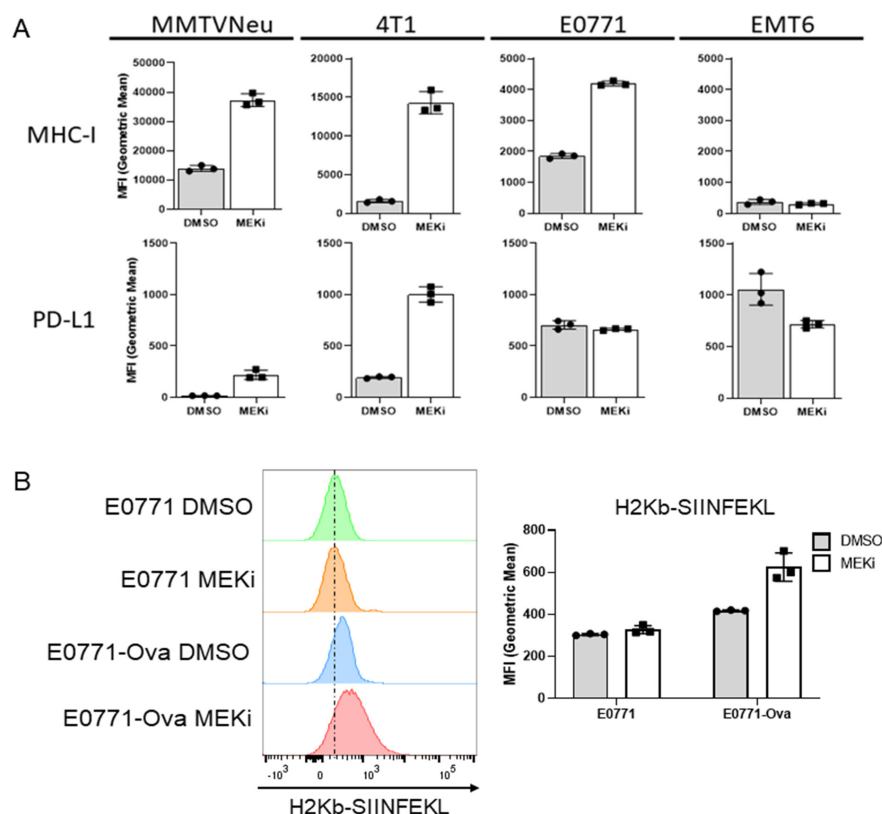 A
MMTVNeu 4T1 E0771 EMT6
MHC-I
MFI (Geometric Mean)
50000
40000
30000
20000
10000
0
DMSO MEKi
20000
15000
10000
5000
0
DMSO MEKi
5000
4000
3000
2000
1000
0
DMSO MEKi
5000
4000
3000
2000
1000
0
DMSO MEKi
PD-L1
MFI (Geometric Mean)
1500
1000
500
0
DMSO MEKi
1500
1000
500
0
DMSO MEKi
1500
1000
500
0
DMSO MEKi
1500
1000
500
0
DMSO MEKi
B
E0771 DMSO
E0771 MEKi
E0771-Ova DMSO
E0771-Ova MEKi
-10³ 0 10³ 10⁵
H2Kb-SIINFEKL
H2Kb-SIINFEKL
MFI (Geometric Mean)
800
600
400
200
0
E0771 E0771-Ova
DMSO
MEKi